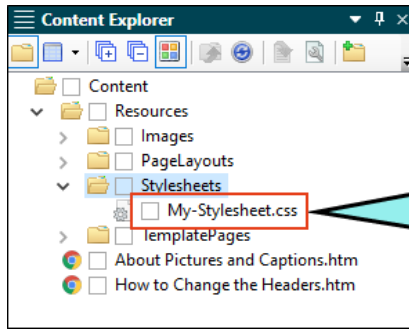 Content Explorer
Content
Resources
Images
PageLayouts
Stylesheets
My-Stylesheet.css
TemplatePages
About Pictures and Captions.htm
How to Change the Headers.htm